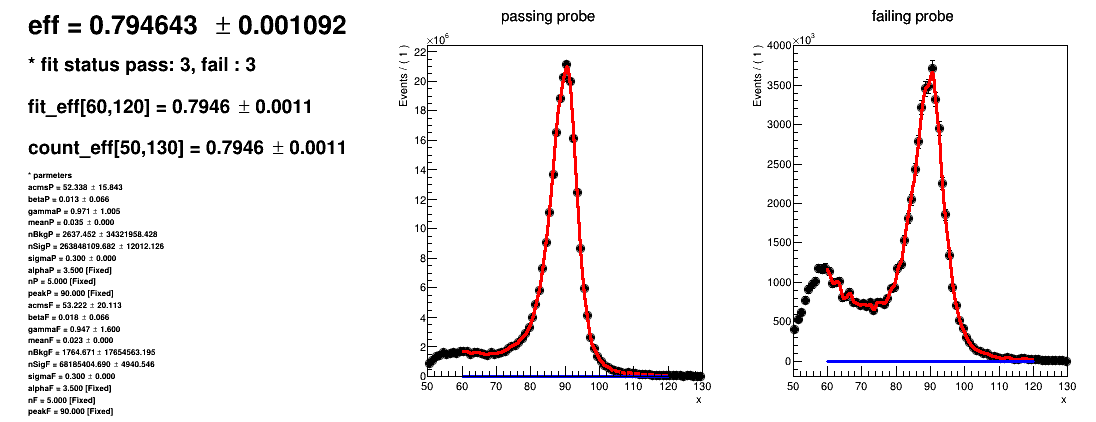 eff = 0.794643 ± 0.001092
* fit status pass: 3, fail : 3
fit_eff[60,120] = 0.7946 ± 0.0011
count_eff[50,130] = 0.7946 ± 0.0011
* parmeters
acmsP = 52.338 ± 15.843
betaP = 0.013 ± 0.066
gammaP = 0.971 ± 1.005
meanP = 0.035 ± 0.000
nBkgP = 2637.452 ± 34321958.428
nSigP = 263848109.682 ± 12012.126
sigmaP = 0.300 ± 0.000
alphaP = 3.500 [Fixed]
nP = 5.000 [Fixed]
peakP = 90.000 [Fixed]
acmsF = 53.222 ± 20.113
betaF = 0.018 ± 0.066
gammaF = 0.947 ± 1.600
meanF = 0.023 ± 0.000
nBkgF = 1764.671 ± 17654563.195
nSigF = 68185404.690 ± 4940.546
sigmaF = 0.300 ± 0.000
alphaF = 3.500 [Fixed]
nF = 5.000 [Fixed]
peakF = 90.000 [Fixed]
passing probe
×10⁶
Events / ( 1 )
22
20
18
16
14
12
10
8
6
4
2
0
50 60 70 80 90 100 110 120 130
x
failing probe
×10³
Events / ( 1 )
4000
3500
3000
2500
2000
1500
1000
500
0
50 60 70 80 90 100 110 120 130
x